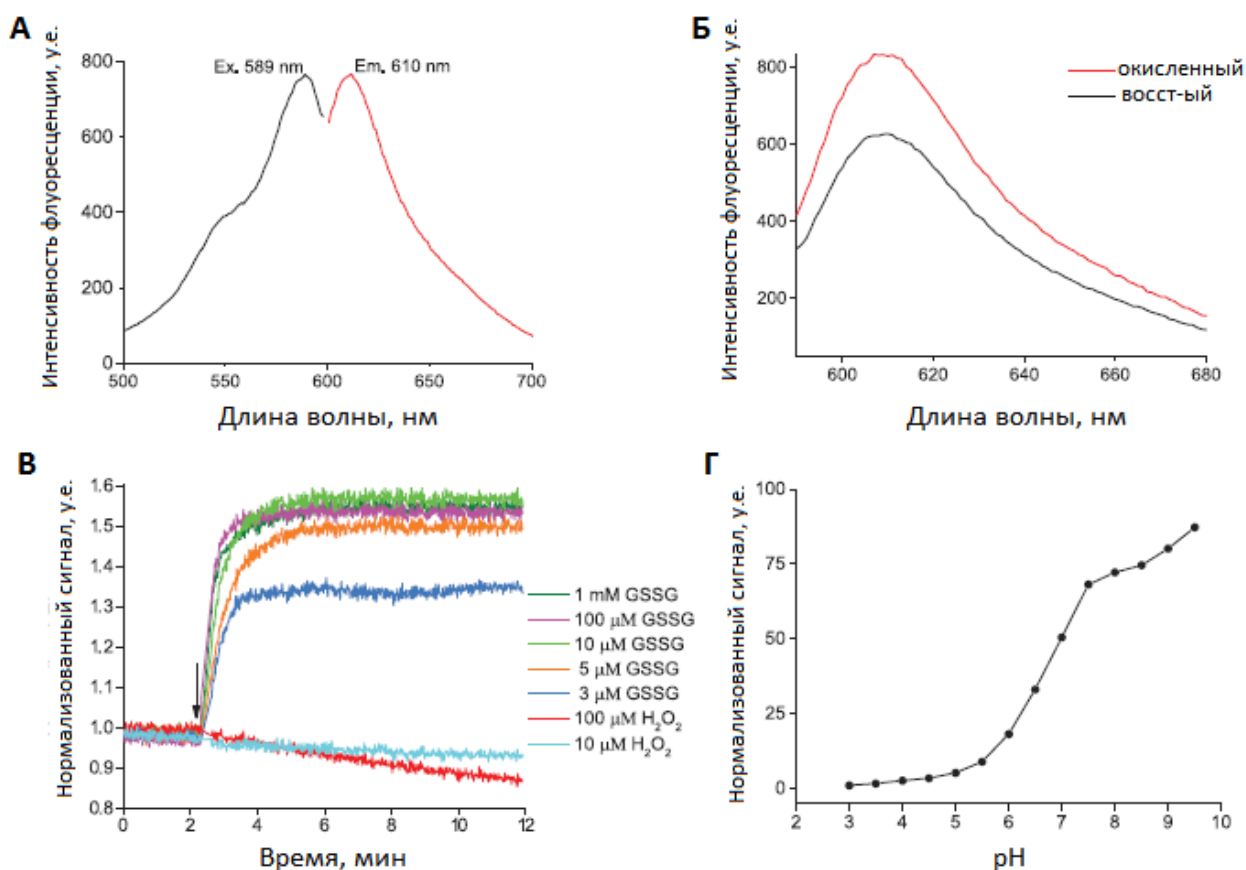 А
Интенсивность флуоресценции, у.е.
800
600
400
200
0
Ex. 589 nm
Em. 610 nm
500
550
600
650
700
Длина волны, нм
Б
Интенсивность флуоресценции, у.е.
800
600
400
200
окисленный
восст-ый
600
620
640
660
680
Длина волны, нм
В
Нормализованный сигнал, у.е.
1.6
1.5
1.4
1.3
1.2
1.1
1.0
0.9
0.8
1 mM GSSG
100 μM GSSG
10 μM GSSG
5 μM GSSG
3 μM GSSG
100 μM H₂O₂
10 μM H₂O₂
0
2
4
6
8
10
12
Время, мин
Г
Нормализованный сигнал, у.е.
100
75
50
25
0
2
3
4
5
6
7
8
9
10
pH